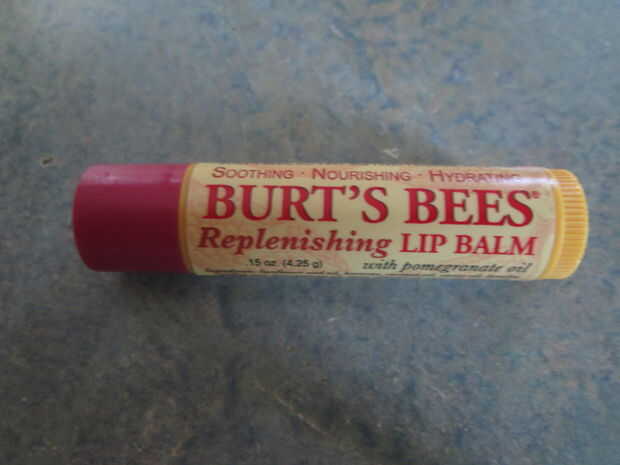 SOOTHING · NOURISHING · HYDRATING
BURT'S BEES®
Replenishing LIP BALM
.15 oz. (4.25 g) with pomegranate oil